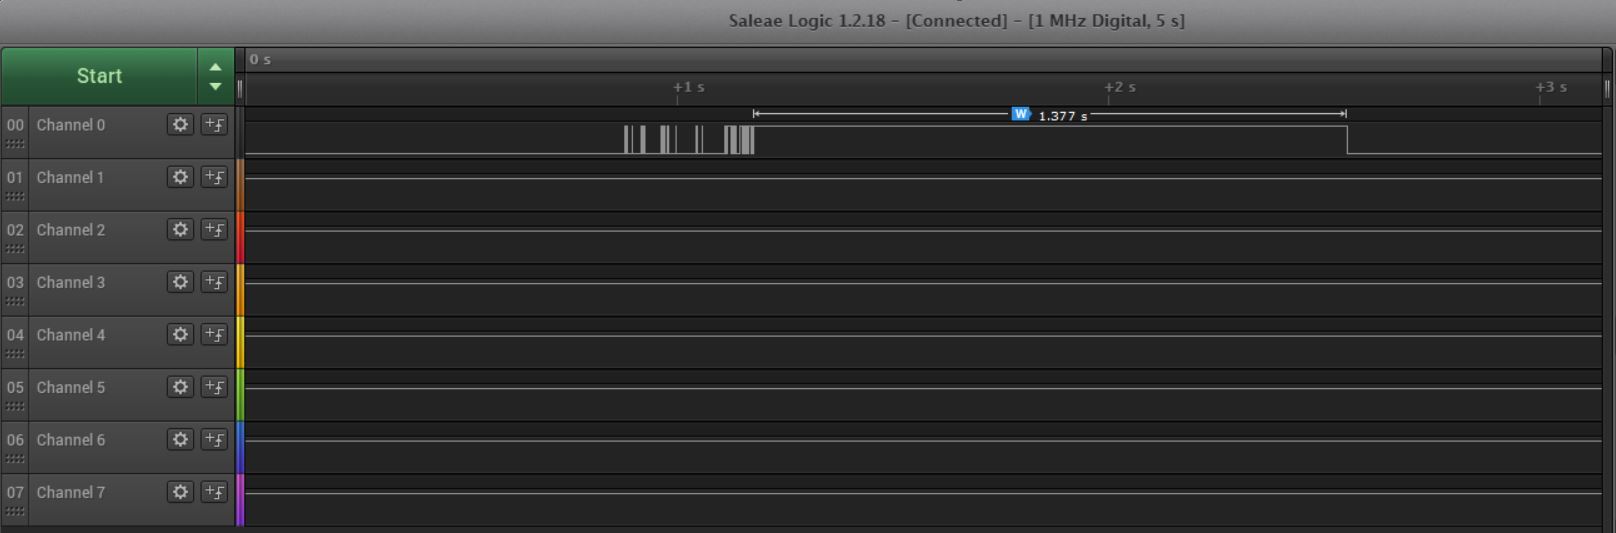 Saleae Logic 1.2.18 - [Connected] - [1 MHz Digital, 5 s]
Start
0 s
+1 s +2 s +3 s
00 Channel 0
W 1.377 s
01 Channel 1
02 Channel 2
03 Channel 3
04 Channel 4
05 Channel 5
06 Channel 6
07 Channel 7